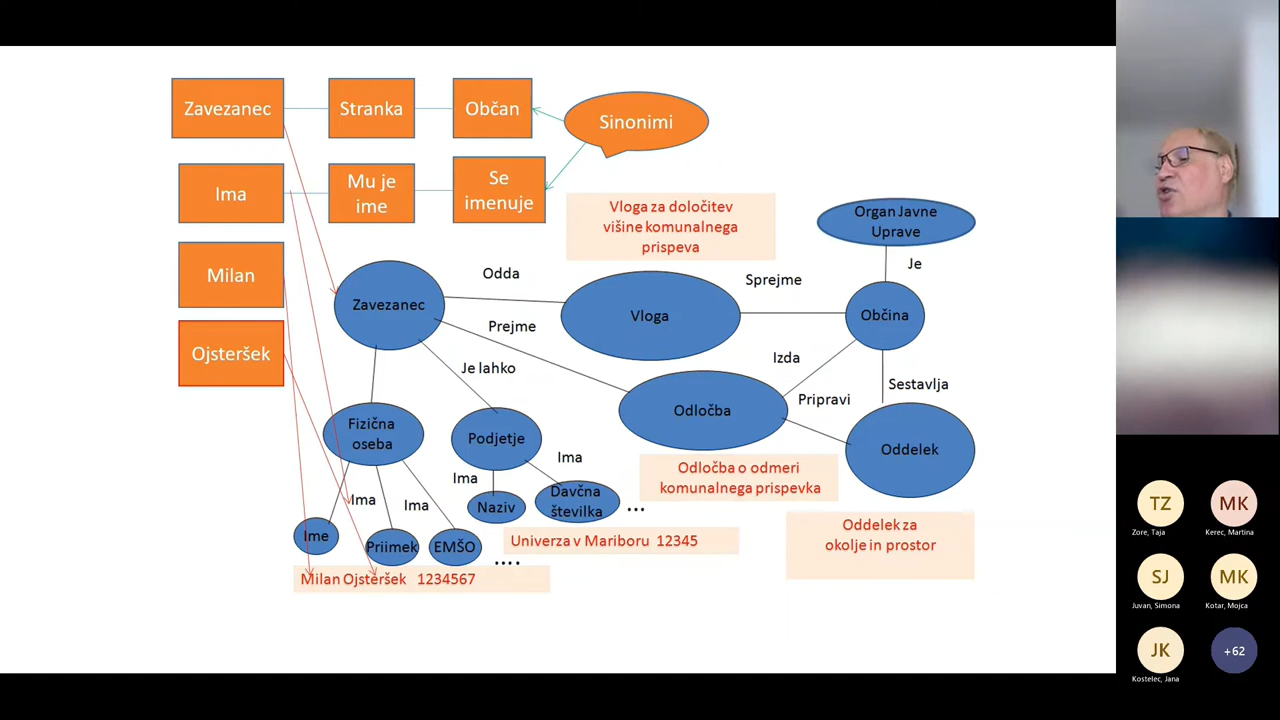 Zavezanec
Stranka
Občan
Sinonimi
Ima
Mu je
ime
Se
imenuje
Milan
Ojsteršek
Vloga za določitev
višine komunalnega
prispeva
Organ Javne
Uprave
Je
Odda
Sprejme
Zavezanec
Vloga
Občina
Prejme
Izda
Je lahko
Sestavlja
Pripravi
Odločba
Fizična
oseba
Podjetje
Oddelek
Ima
Ima
Odločba o odmeri
komunalnega prispevka
Ima
Ima
Naziv
Davčna
številka
...
Oddelek za
okolje in prostor
Ime
Priimek
EMŠO
....
Univerza v Mariboru 12345
Milan Ojsteršek 1234567
TZ
Zore, Taja
MK
Kerec, Martina
SJ
Juvan, Simona
MK
Kotar, Mojca
JK
Kostelec, Jana
+62